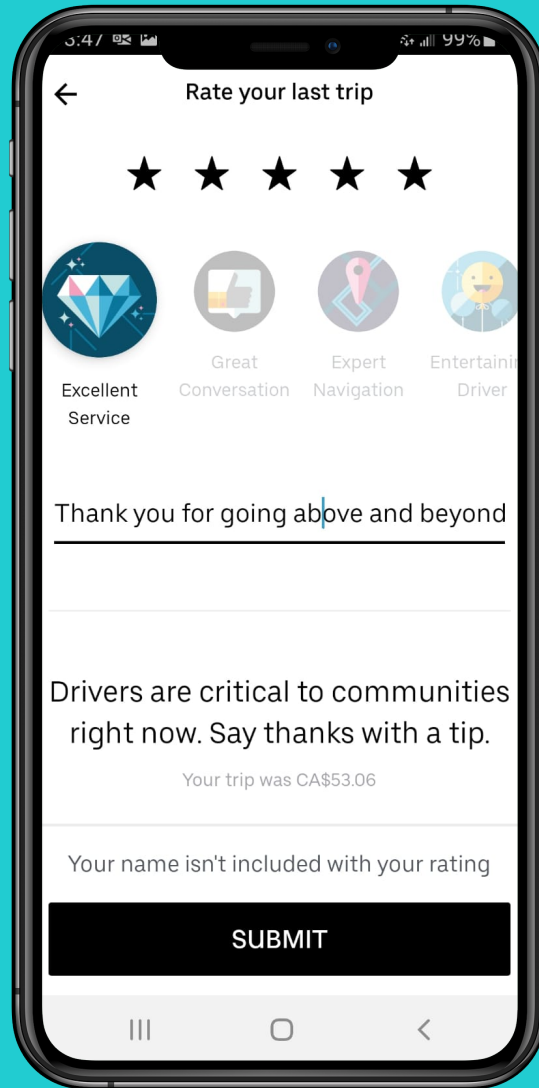 3:47
99%
Rate your last trip
Excellent
Service
Great
Conversation
Expert
Navigation
Driver
Thank you for going above and beyond
Drivers are critical to communities
right now. Say thanks with a tip.
Your trip was CA$53.06
Your name isn't included with your rating
SUBMIT